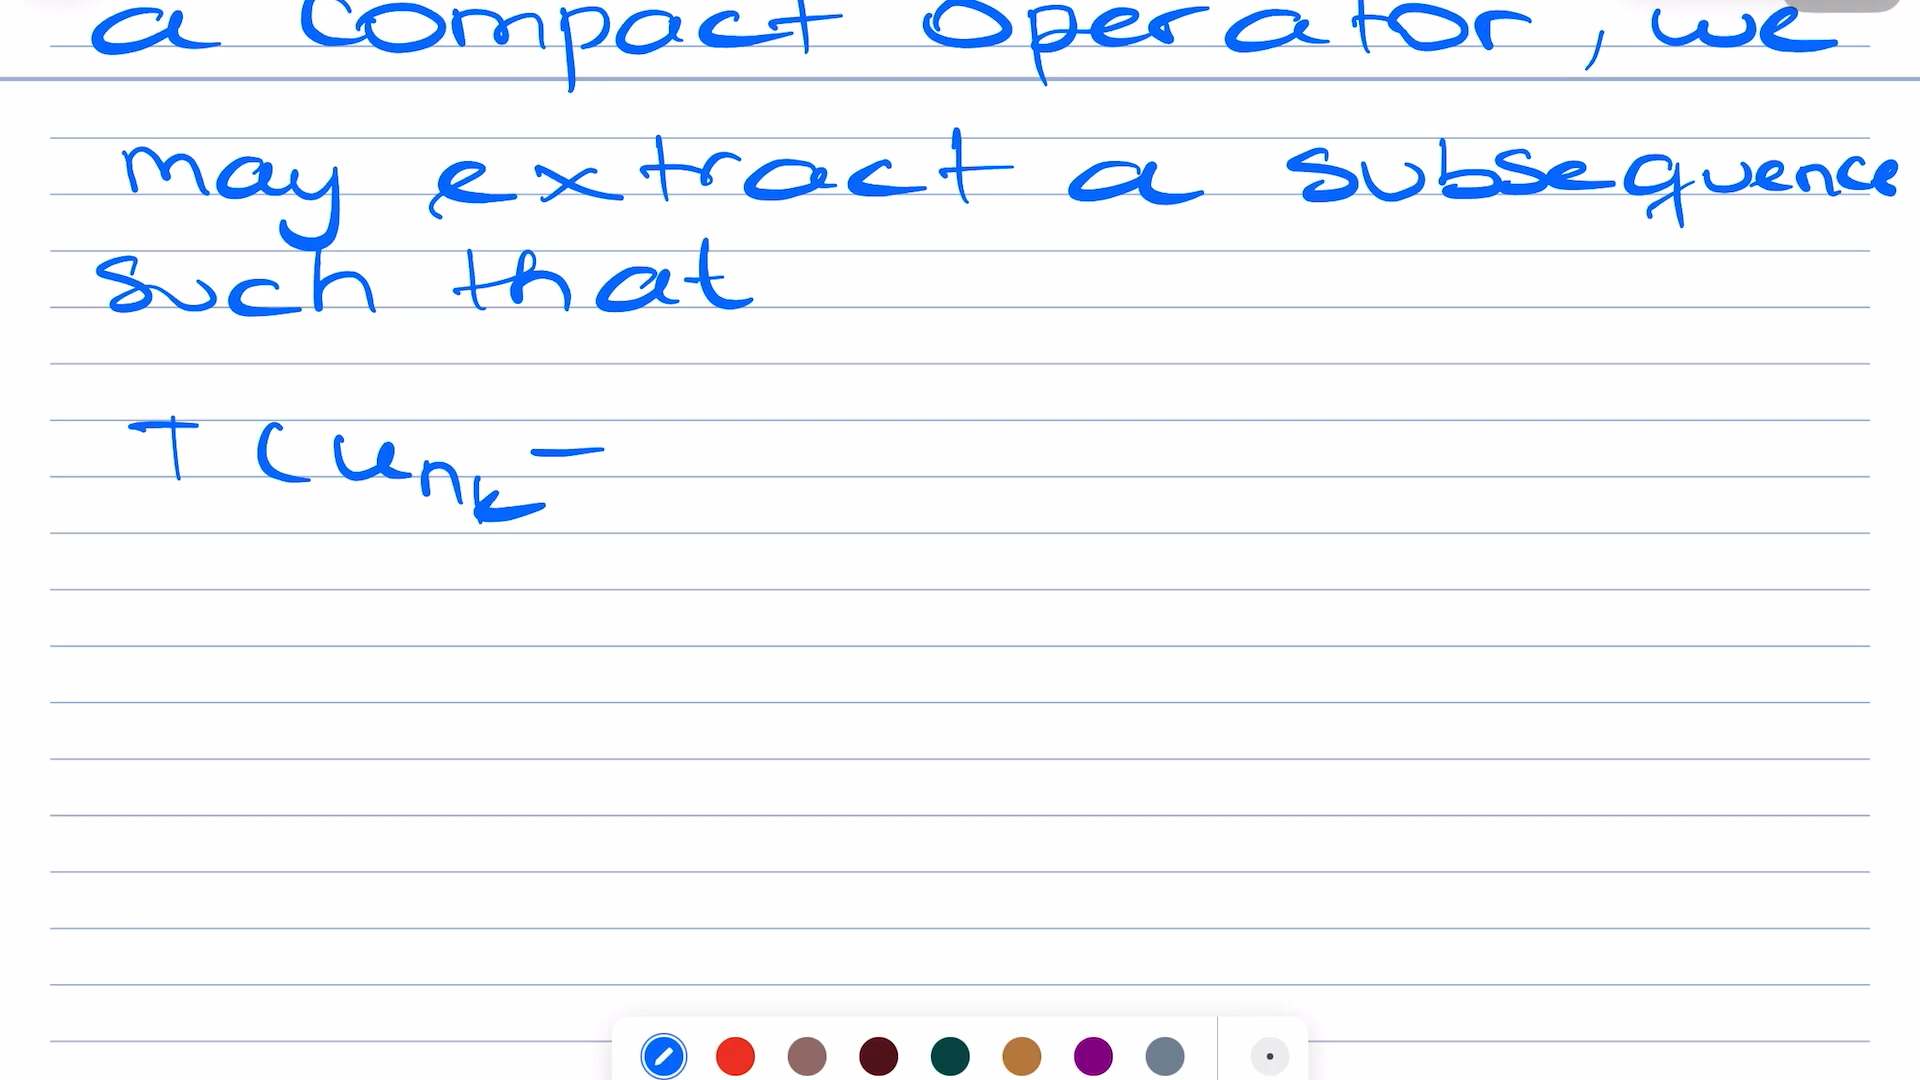 a compact operator, we
may extract a subsequence
such that
T(u_{n_k} -